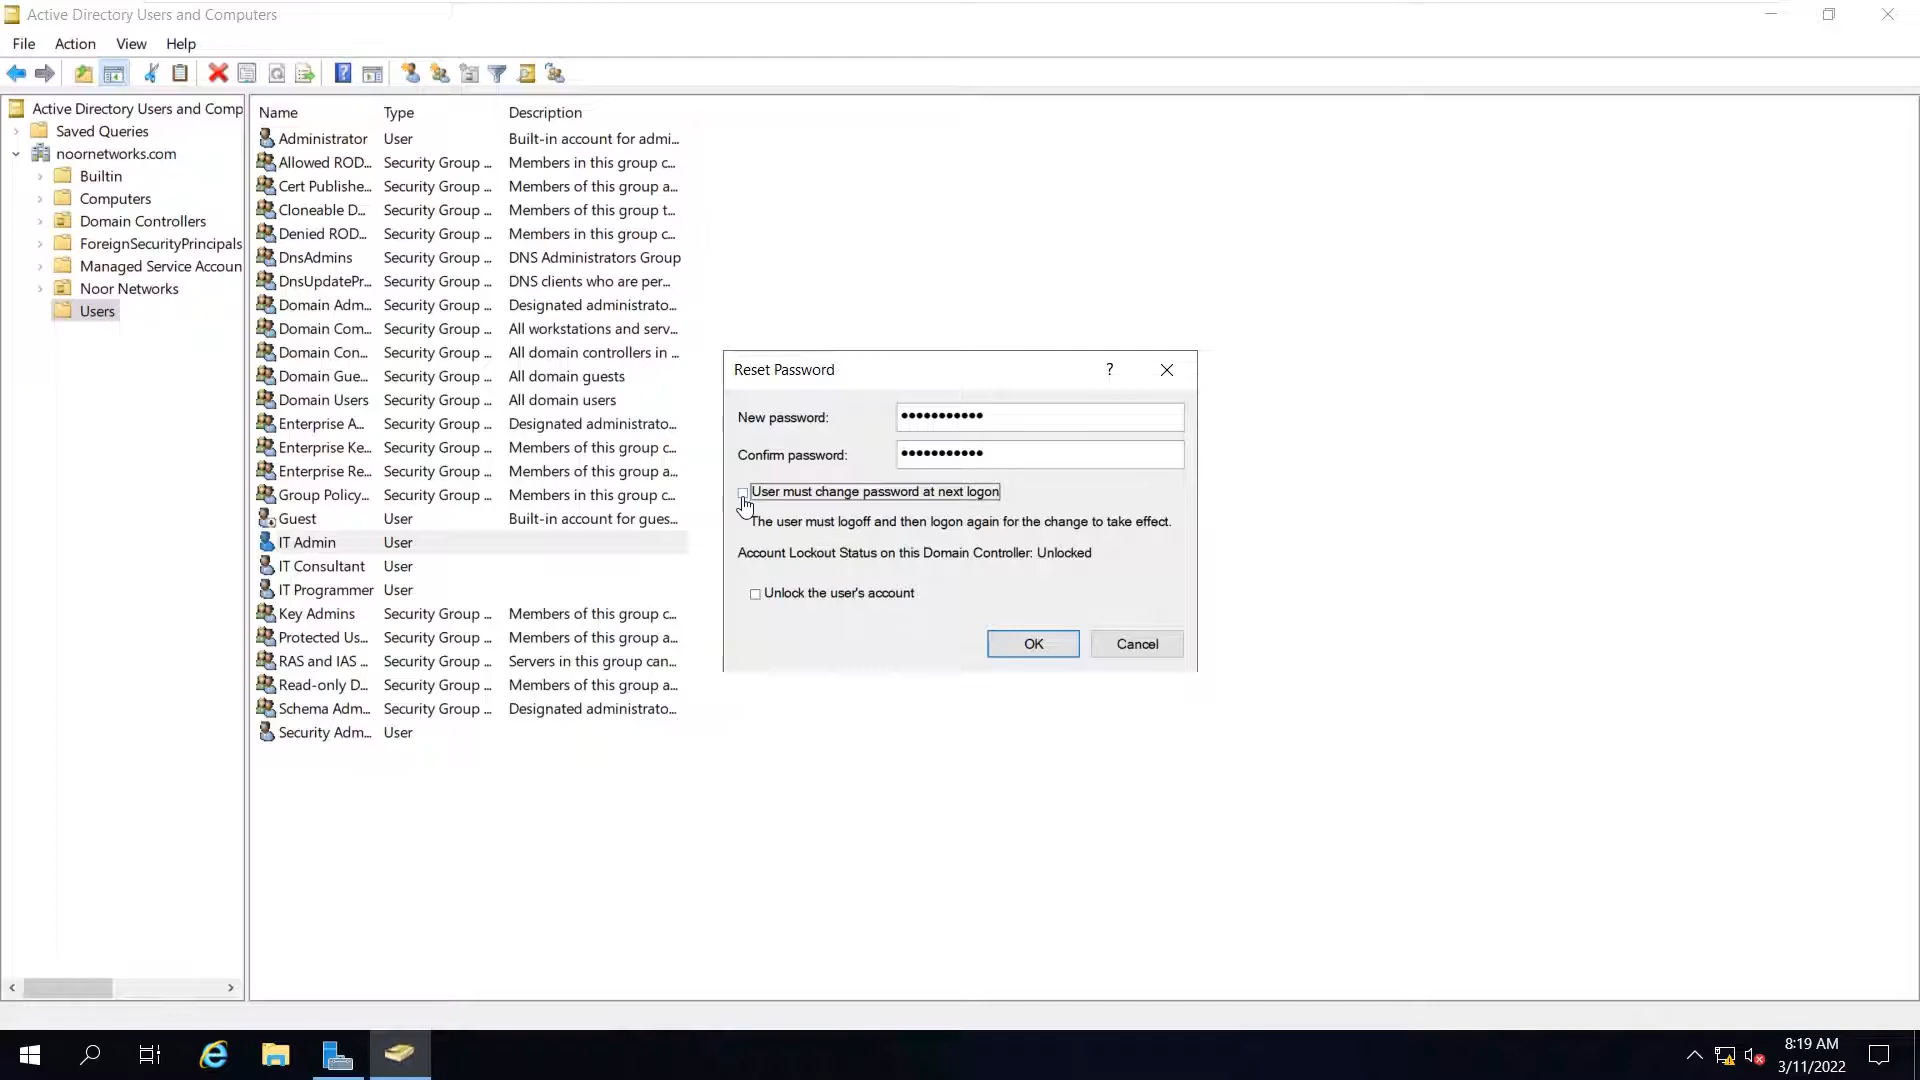 Active Directory Users and Computers
File Action View Help
Active Directory Users and Comp
Saved Queries
noornetworks.com
Builtin
Computers
Domain Controllers
ForeignSecurityPrincipals
Managed Service Accoun
Noor Networks
Users
Name Type Description
Administrator User Built-in account for admi...
Allowed ROD... Security Group ... Members in this group c...
Cert Publishe... Security Group ... Members of this group a...
Cloneable D... Security Group ... Members of this group t...
Denied ROD... Security Group ... Members in this group c...
DnsAdmins Security Group ... DNS Administrators Group
DnsUpdatePr... Security Group ... DNS clients who are per...
Domain Adm... Security Group ... Designated administrato...
Domain Com... Security Group ... All workstations and serv...
Domain Con... Security Group ... All domain controllers in ...
Domain Gue... Security Group ... All domain guests
Domain Users Security Group ... All domain users
Enterprise A... Security Group ... Designated administrato...
Enterprise Ke... Security Group ... Members of this group c...
Enterprise Re... Security Group ... Members of this group a...
Group Policy... Security Group ... Members in this group c...
Guest User Built-in account for gues...
IT Admin User
IT Consultant User
IT Programmer User
Key Admins Security Group ... Members of this group c...
Protected Us... Security Group ... Members of this group a...
RAS and IAS ... Security Group ... Servers in this group can...
Read-only D... Security Group ... Members of this group a...
Schema Adm... Security Group ... Designated administrato...
Security Adm... User
Reset Password ?
New password: •••••••••••
Confirm password: •••••••••••
User must change password at next logon
The user must logoff and then logon again for the change to take effect.
Account Lockout Status on this Domain Controller: Unlocked
Unlock the user's account
OK Cancel
8:19 AM
3/11/2022